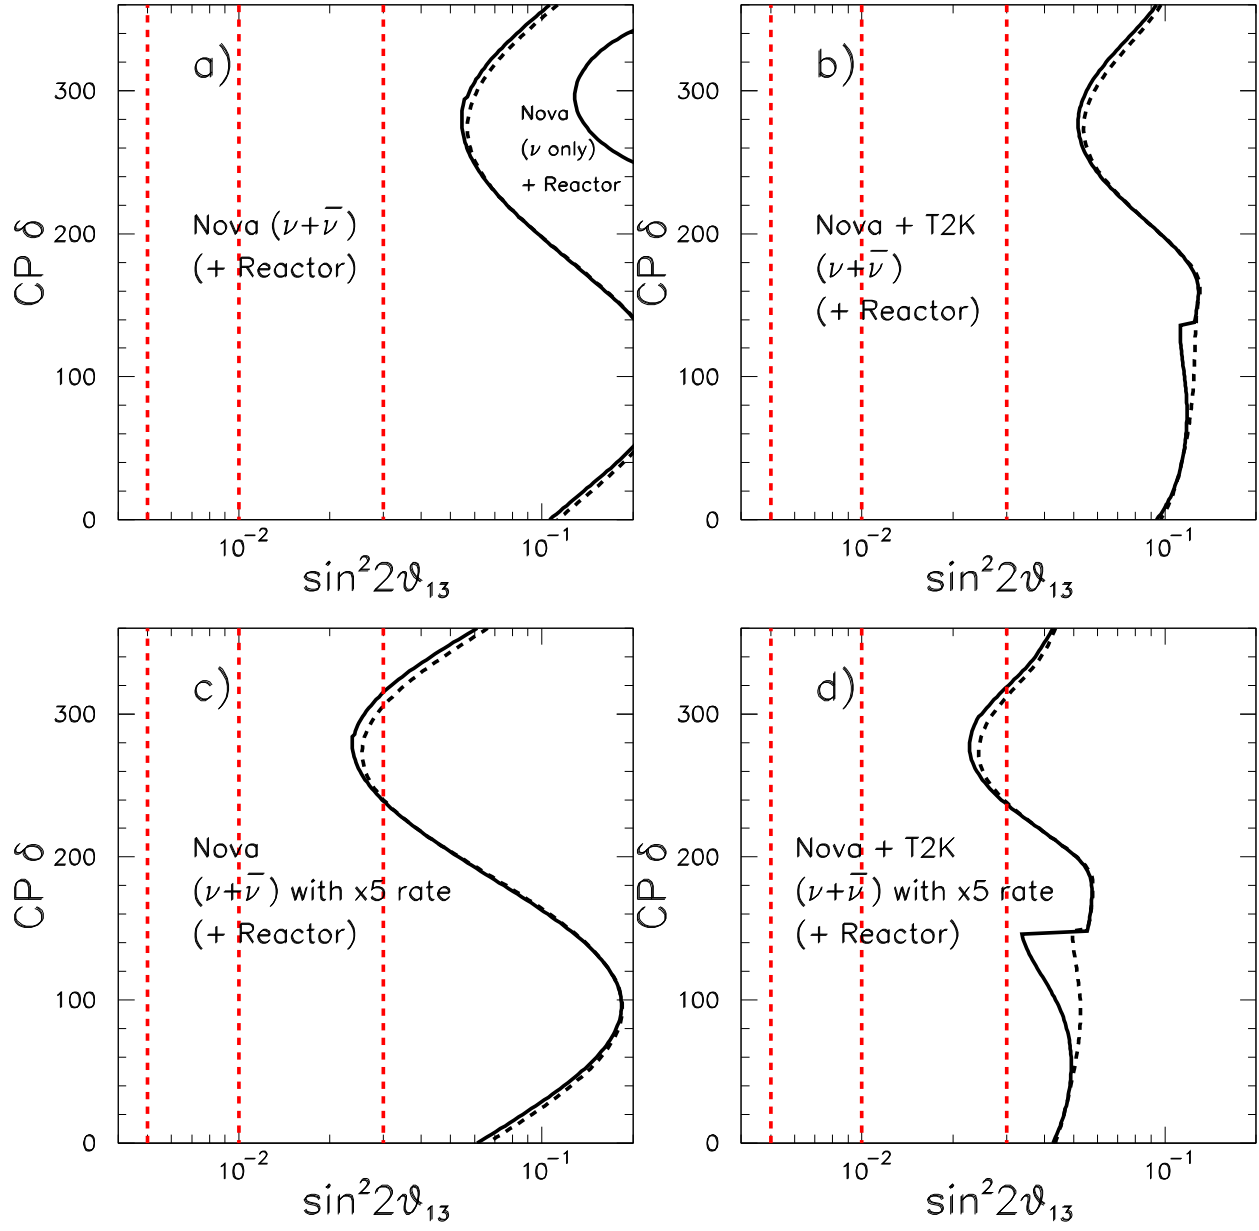 a)
300
200
100
0
CP δ
Nova
(ν only)
+ Reactor
Nova (ν+ν̅)
(+ Reactor)
10⁻² 10⁻¹
sin²2ϑ₁₃
b)
300
200
100
0
CP δ
Nova + T2K
(ν+ν̅)
(+ Reactor)
10⁻² 10⁻¹
sin²2ϑ₁₃
c)
300
200
100
0
CP δ
Nova
(ν+ν̅) with x5 rate
(+ Reactor)
10⁻² 10⁻¹
sin²2ϑ₁₃
d)
300
200
100
0
CP δ
Nova + T2K
(ν+ν̅) with x5 rate
(+ Reactor)
10⁻² 10⁻¹
sin²2ϑ₁₃